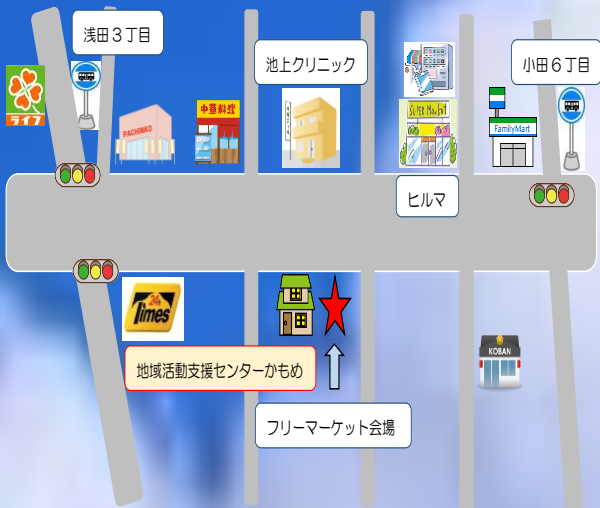 浅田３丁目
池上クリニック
小田６丁目
ライフ
PACHINKO
中華料理
SUPER Market
FamilyMart
ヒルマ
24h
Times
KOBAN
地域活動支援センターかもめ
フリーマーケット会場